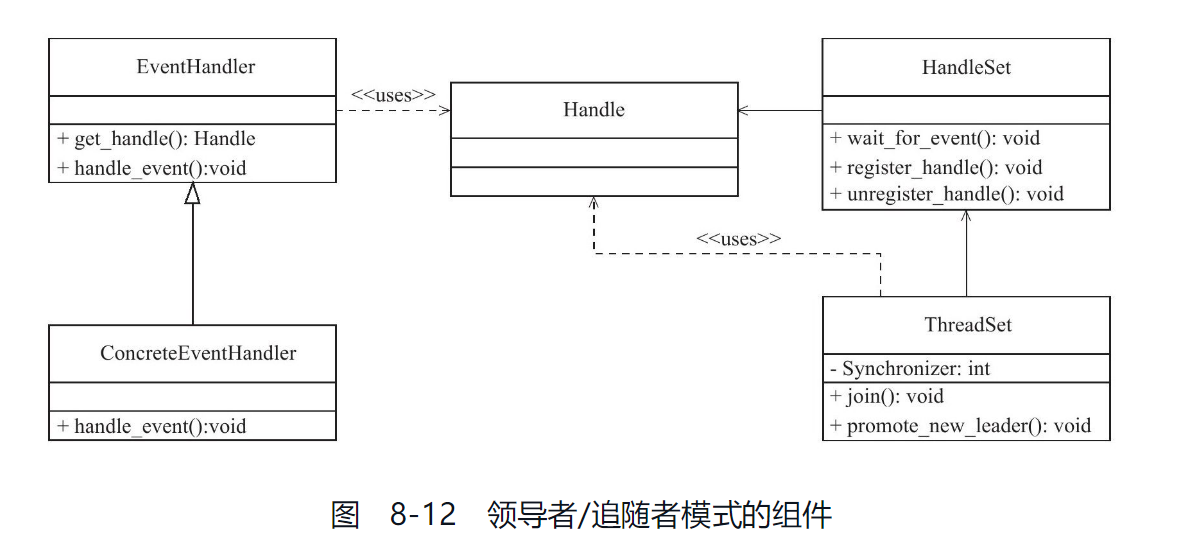 EventHandler
+ get_handle(): Handle
+ handle_event():void
<<uses>>
Handle
HandleSet
+ wait_for_event(): void
+ register_handle(): void
+ unregister_handle(): void
<<uses>>
ConcreteEventHandler
+ handle_event():void
ThreadSet
- Synchronizer: int
+ join(): void
+ promote_new_leader(): void
图 8-12 领导者/追随者模式的组件